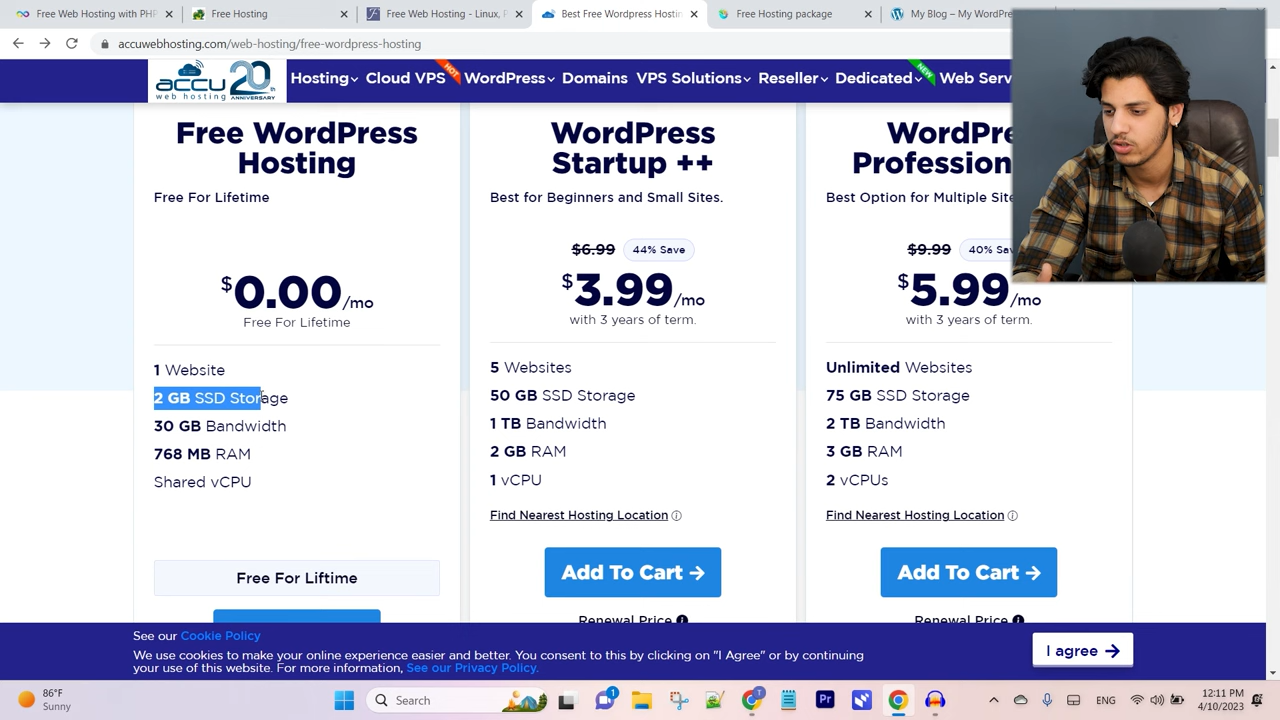 Free Web Hosting with PHP
Free Hosting
Free Web Hosting - Linux, P
Best Free Wordpress Hostin
Free Hosting package
My Blog – My WordPr
accuwebhosting.com/web-hosting/free-wordpress-hosting
accu 20th
web hosting ANNIVERSARY
Hosting
Cloud VPS
HOT
WordPress
Domains
VPS Solutions
Reseller
Dedicated
NEW
Web Serv
Free WordPress
Hosting
Free For Lifetime
$0.00/mo
Free For Lifetime
1 Website
2 GB SSD Storage
30 GB Bandwidth
768 MB RAM
Shared vCPU
Free For Liftime
WordPress
Startup ++
Best for Beginners and Small Sites.
$6.99 44% Save
$3.99/mo
with 3 years of term.
5 Websites
50 GB SSD Storage
1 TB Bandwidth
2 GB RAM
1 vCPU
Find Nearest Hosting Location
Add To Cart →
Renewal Price
WordPre
Profession
Best Option for Multiple Site
$9.99 40% Sav
$5.99/mo
with 3 years of term.
Unlimited Websites
75 GB SSD Storage
2 TB Bandwidth
3 GB RAM
2 vCPUs
Find Nearest Hosting Location
Add To Cart →
Renewal Price
See our Cookie Policy
We use cookies to make your online experience easier and better. You consent to this by clicking on "I Agree" or by continuing
your use of this website. For more information, See our Privacy Policy.
I agree →
86°F
Sunny
Search
1
T
Pr
ENG
12:11 PM
4/10/2023